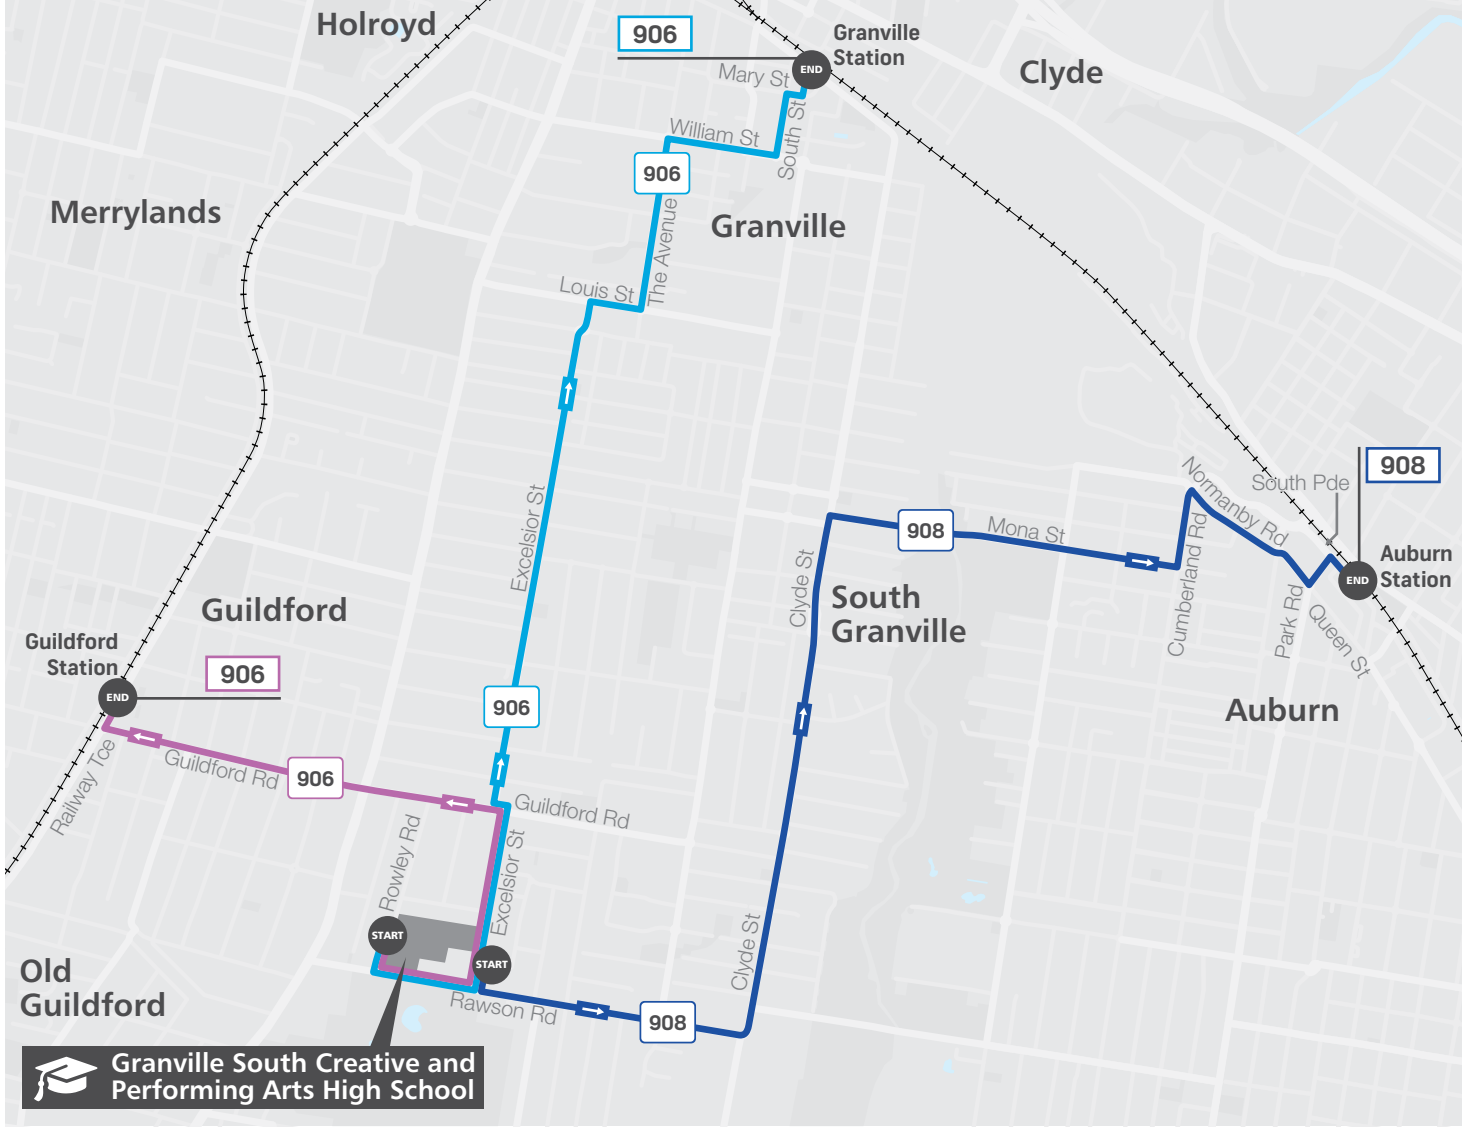 Holroyd
906
Granville
Station
END
Clyde
Mary St
South St
William St
906
Merrylands
Granville
The Avenue
Louis St
Excelsior St
908
Normanby Rd
South Pde
908
Mona St
Cumberland Rd
Auburn
Station
END
Clyde St
South
Granville
Park Rd
Queen St
Auburn
Guildford
Guildford
Station
906
END
906
Railway Tce
Guildford Rd
906
Guildford Rd
Rowley Rd
Excelsior St
START
START
Clyde St
Old
Guildford
Rawson Rd
908
Granville South Creative and
Performing Arts High School